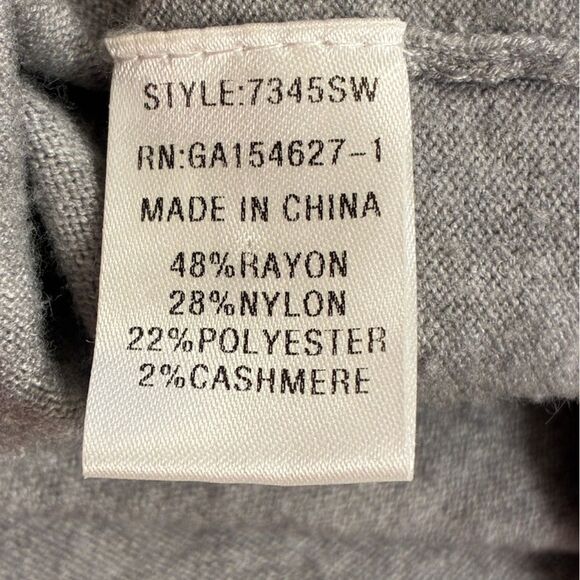 STYLE:7345SW
RN:GA154627-1
MADE IN CHINA
48%RAYON
28%NYLON
22%POLYESTER
2%CASHMERE